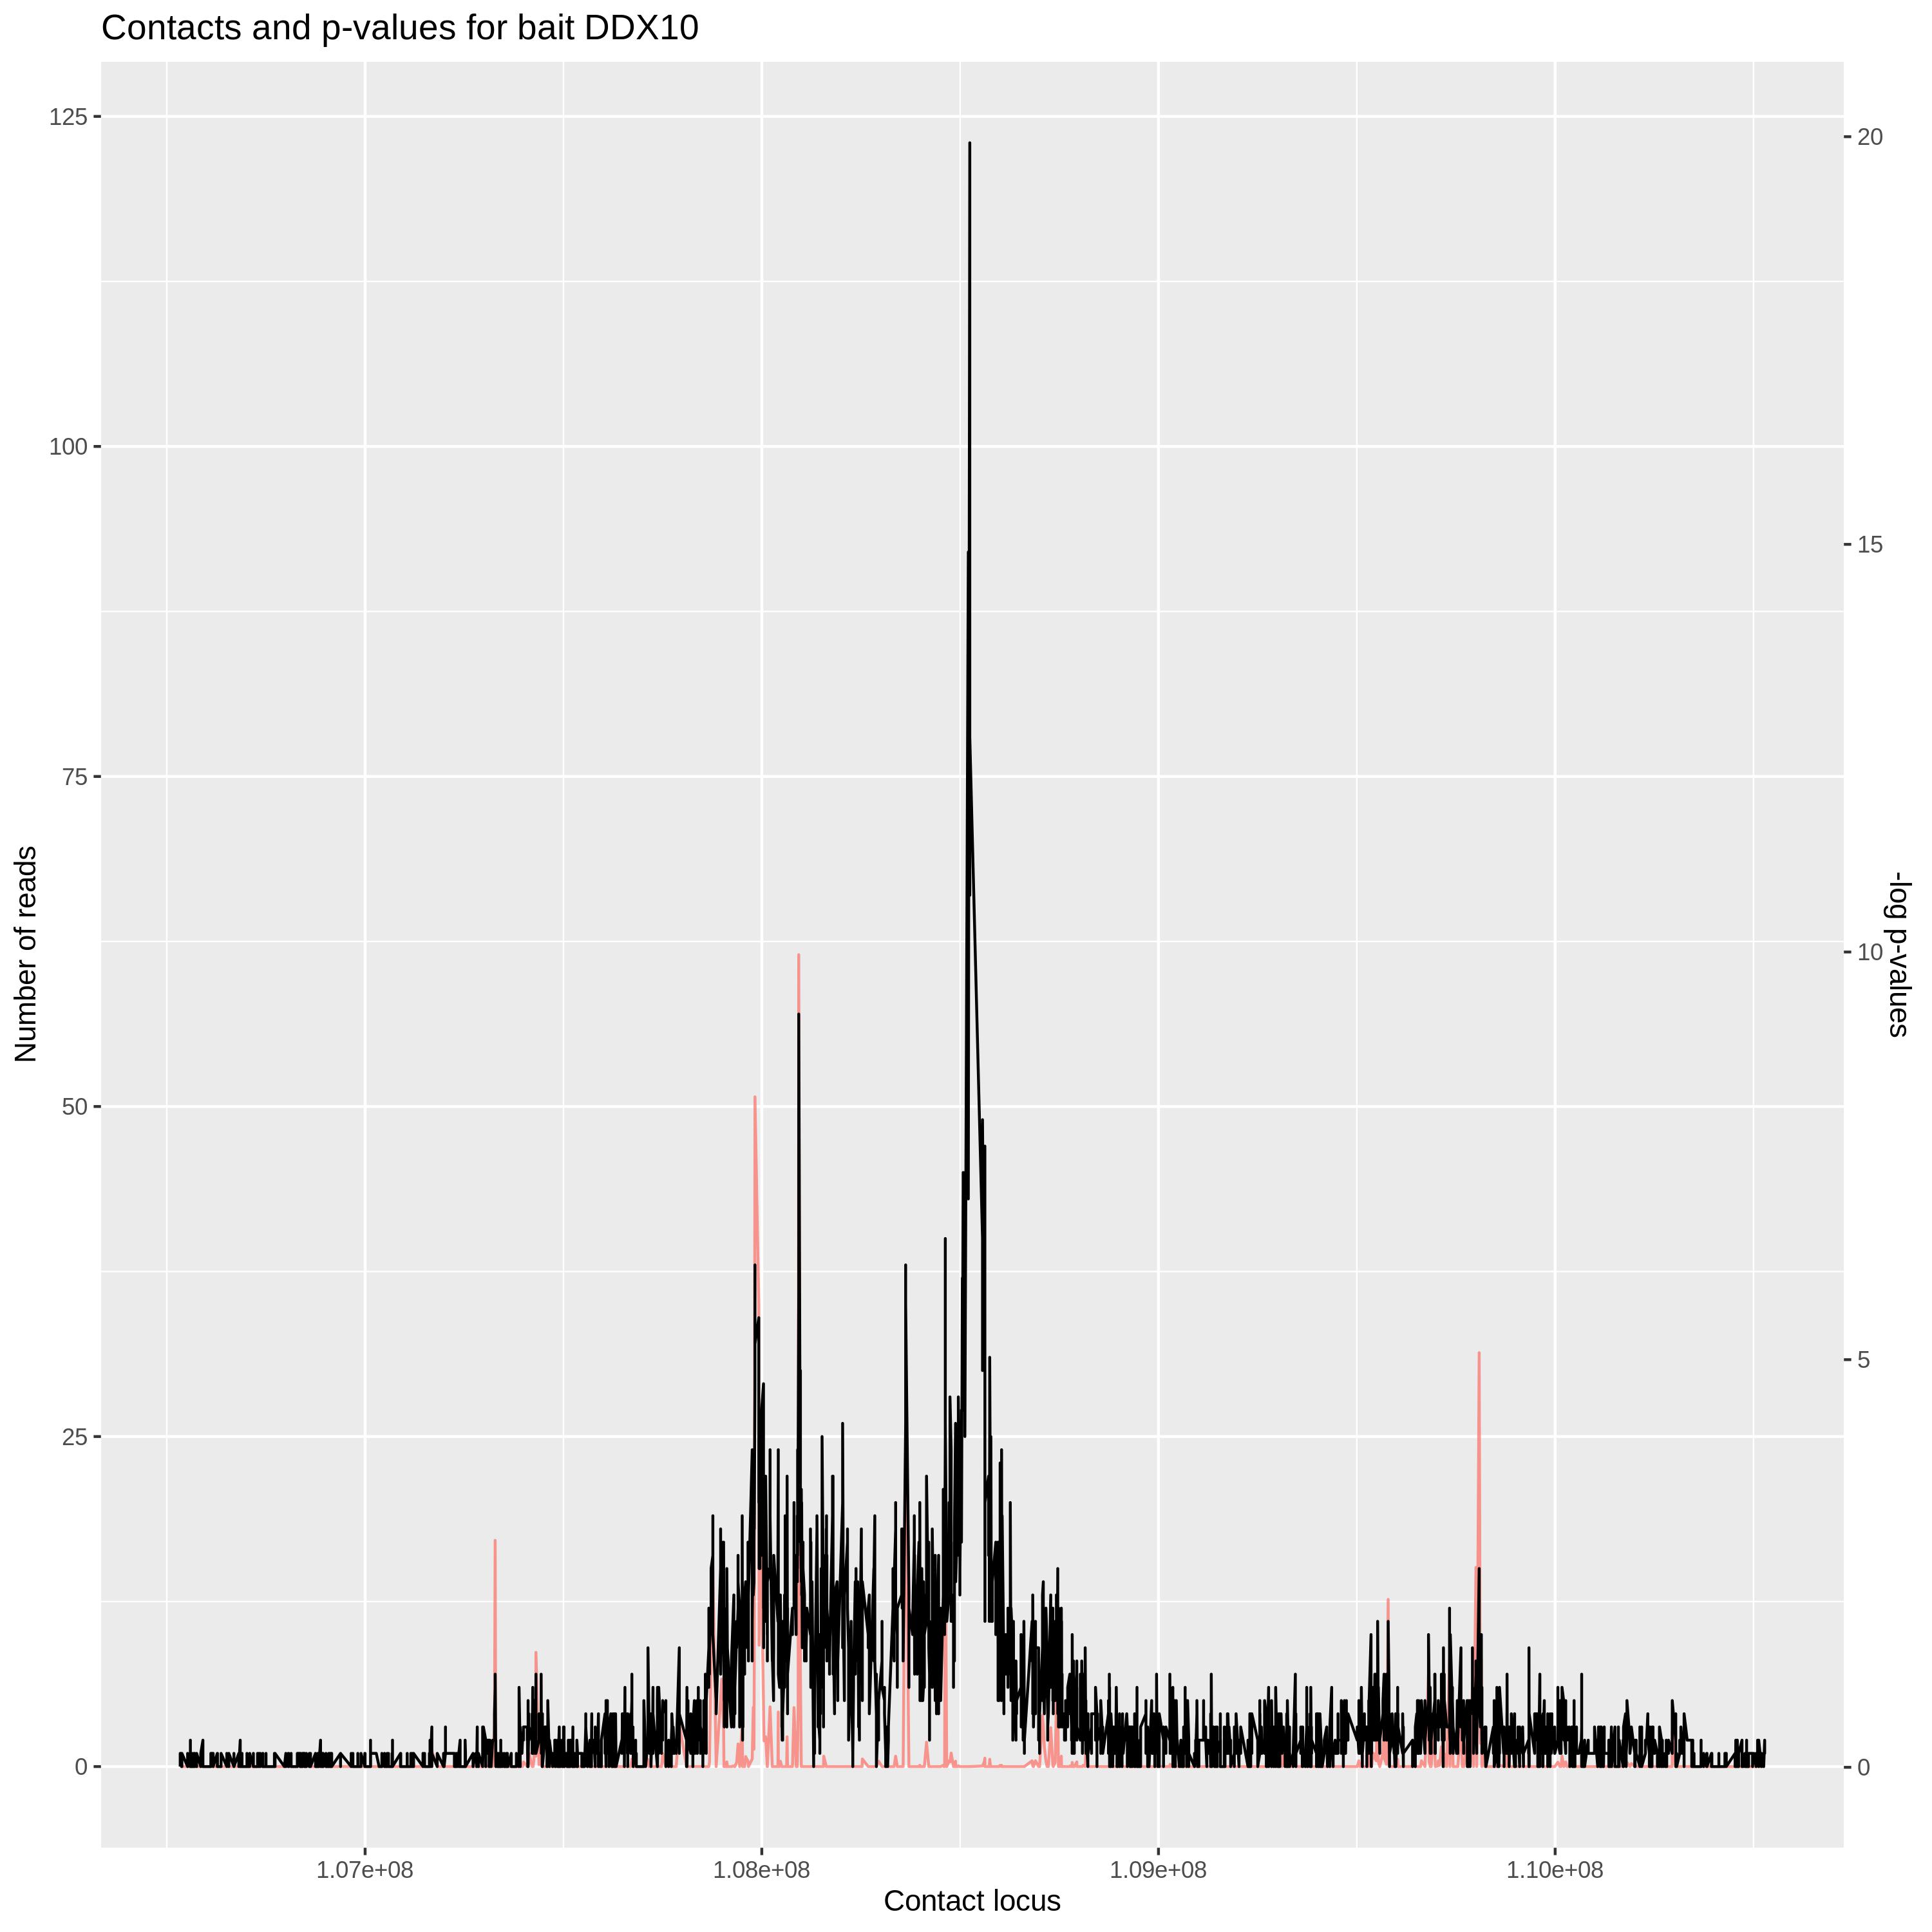 Contacts and p-values for bait DDX10
125
100
75
50
25
0
Number of reads
20
15
10
5
0
-log p-values
1.07e+08
1.08e+08
1.09e+08
1.10e+08
Contact locus